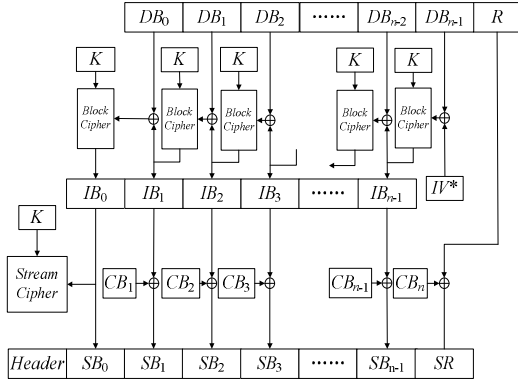 DB0 DB1 DB2 ...... DBn-2 DBn-1 R
K K K K K
Block Cipher Block Cipher Block Cipher Block Cipher Block Cipher
IB0 IB1 IB2 IB3 ...... IBn-1 IV*
K
Stream Cipher CB1 CB2 CB3 CBn-1 CBn
Header SB0 SB1 SB2 SB3 ...... SBn-1 SR